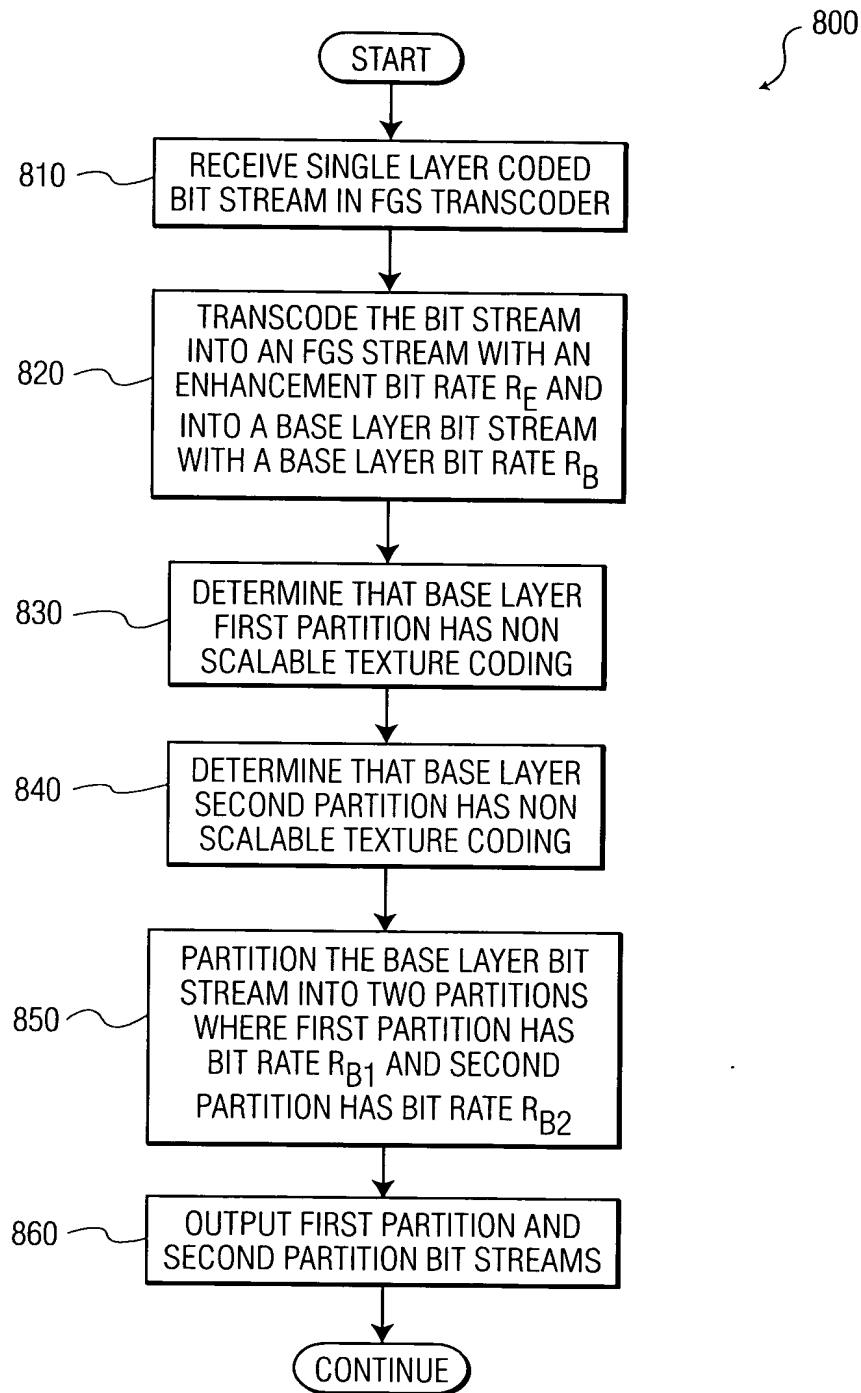 800
START
810
RECEIVE SINGLE LAYER CODED
BIT STREAM IN FGS TRANSCODER
820
TRANSCODE THE BIT STREAM
INTO AN FGS STREAM WITH AN
ENHANCEMENT BIT RATE RE AND
INTO A BASE LAYER BIT STREAM
WITH A BASE LAYER BIT RATE RB
830
DETERMINE THAT BASE LAYER
FIRST PARTITION HAS NON
SCALABLE TEXTURE CODING
840
DETERMINE THAT BASE LAYER
SECOND PARTITION HAS NON
SCALABLE TEXTURE CODING
850
PARTITION THE BASE LAYER BIT
STREAM INTO TWO PARTITIONS
WHERE FIRST PARTITION HAS
BIT RATE RB1 AND SECOND
PARTITION HAS BIT RATE RB2
860
OUTPUT FIRST PARTITION AND
SECOND PARTITION BIT STREAMS
CONTINUE